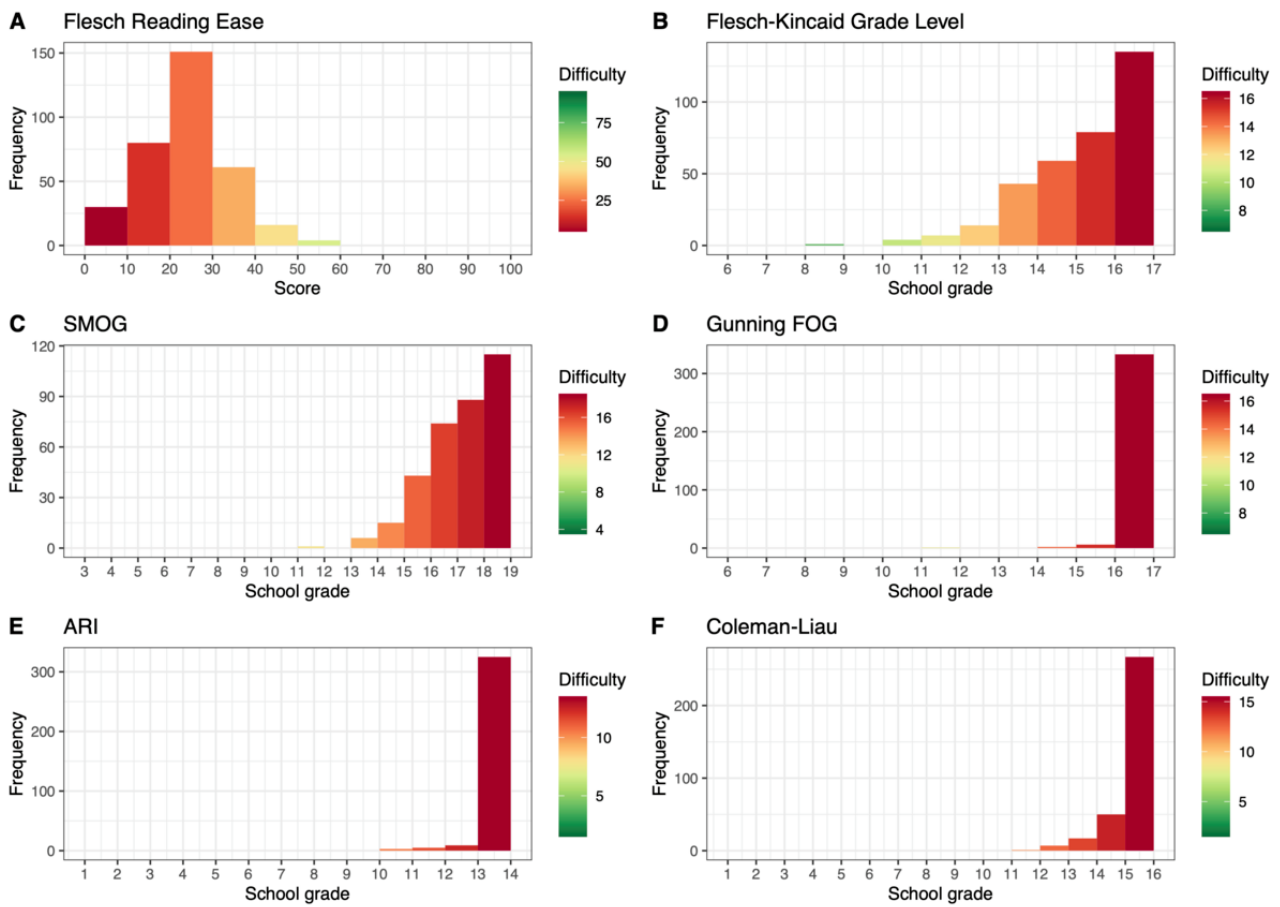 A Flesch Reading Ease
150
100
50
0
Frequency
0 10 20 30 40 50 60 70 80 90 100
Score
Difficulty
75
50
25
B Flesch-Kincaid Grade Level
100
50
0
Frequency
6 7 8 9 10 11 12 13 14 15 16 17
School grade
Difficulty
16
14
12
10
8
C SMOG
120
90
60
30
0
Frequency
3 4 5 6 7 8 9 10 11 12 13 14 15 16 17 18 19
School grade
Difficulty
16
12
8
4
D Gunning FOG
300
200
100
0
Frequency
6 7 8 9 10 11 12 13 14 15 16 17
School grade
Difficulty
16
14
12
10
8
E ARI
300
200
100
0
Frequency
1 2 3 4 5 6 7 8 9 10 11 12 13 14
School grade
Difficulty
10
5
F Coleman-Liau
200
100
0
Frequency
1 2 3 4 5 6 7 8 9 10 11 12 13 14 15 16
School grade
Difficulty
15
10
5